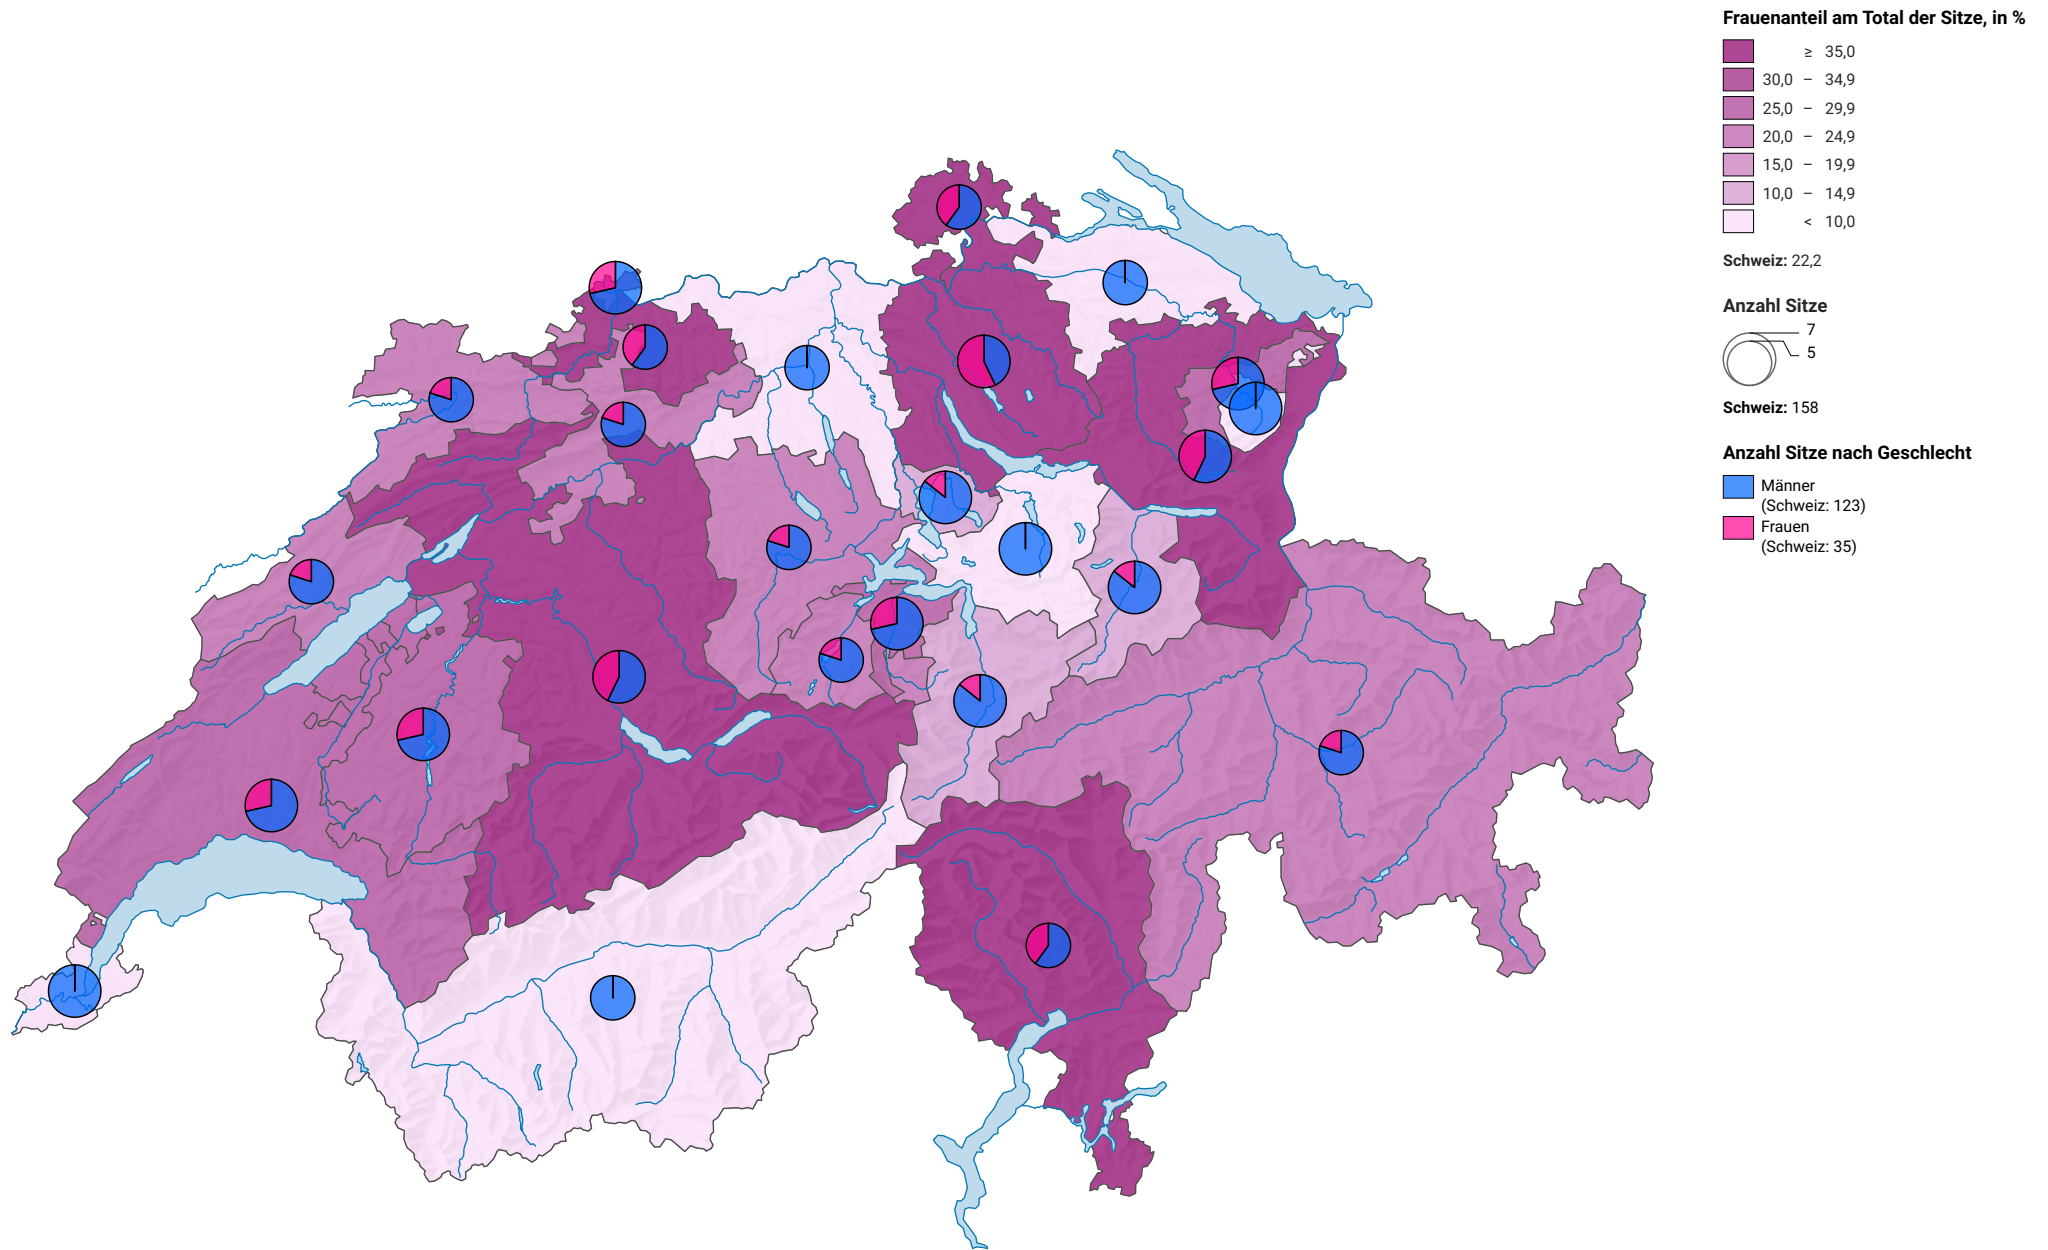 Frauenanteil am Total der Sitze, in %
≥ 35,0
30,0 – 34,9
25,0 – 29,9
20,0 – 24,9
15,0 – 19,9
10,0 – 14,9
< 10,0
Schweiz: 22,2
Anzahl Sitze
7
5
Schweiz: 158
Anzahl Sitze nach Geschlecht
Männer
(Schweiz: 123)
Frauen
(Schweiz: 35)